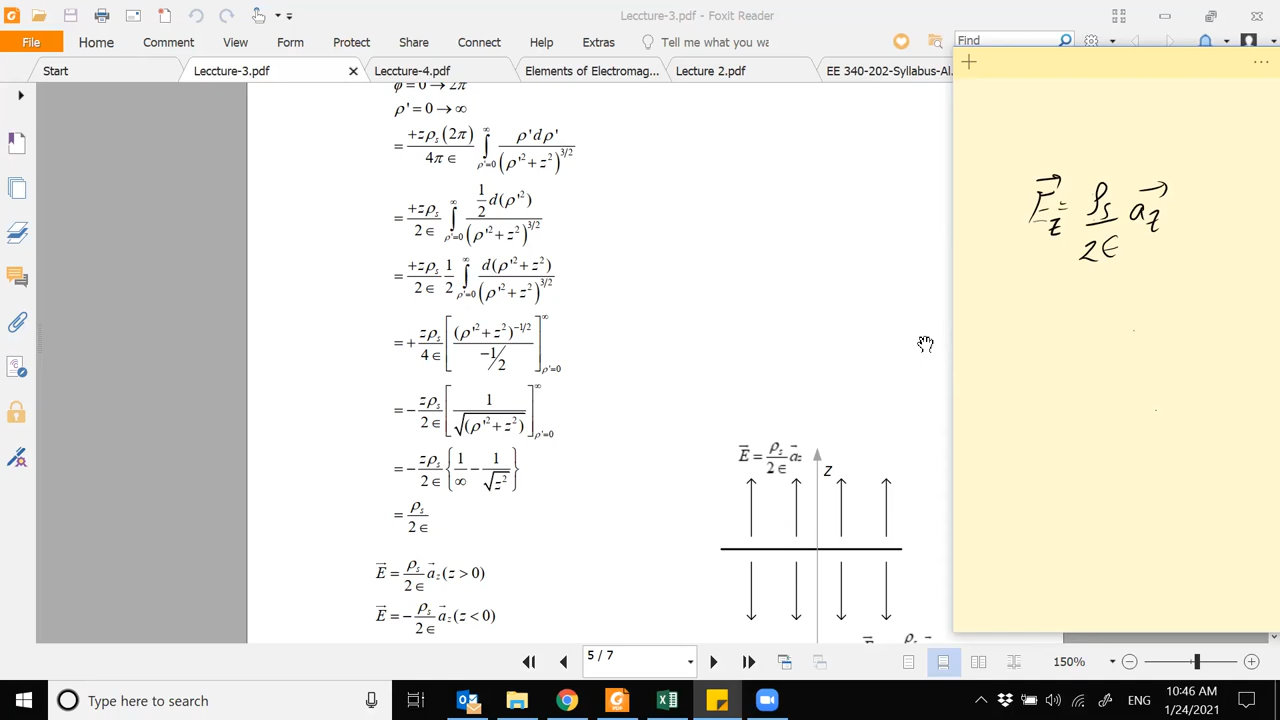 Leccture-3.pdf - Foxit Reader
File Home Comment View Form Protect Share Connect Help Extras Tell me what you wa Find
Start Leccture-3.pdf Leccture-4.pdf Elements of Electromag... Lecture 2.pdf EE 340-202-Syllabus-Al.
φ = 0 → 2π
ρ' = 0 → ∞
= +zρs(2π)/4π∈ ∫ρ'=0^∞ ρ'dρ'/(ρ'² + z²)^3/2
= +zρs/2∈ ∫ρ'=0^∞ 1/2 d(ρ'²)/(ρ'² + z²)^3/2
= +zρs/2∈ 1/2 ∫ρ'=0^∞ d(ρ'² + z²)/(ρ'² + z²)^3/2
= + zρs/4∈ [(ρ'² + z²)^-1/2 / -1/2]ρ'=0^∞
= − zρs/2∈ [1/√(ρ'² + z²)]ρ'=0^∞
= − zρs/2∈ {1/∞ − 1/√z²}
= ρs/2∈
E⃗ = ρs/2∈ a⃗z (z > 0)
E⃗ = − ρs/2∈ a⃗z (z < 0)
E⃗ = ρs/2∈ a⃗z
z
E⃗z = ρs/2∈ a⃗z
5 / 7
150%
Type here to search
ENG
10:46 AM
1/24/2021